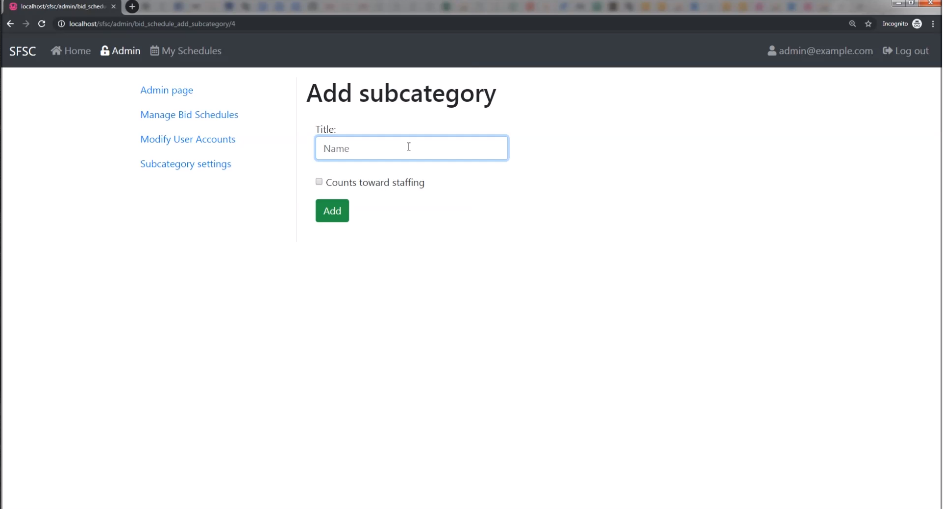 localhost/sfsc/admin/bid_sched
localhost/sfsc/admin/bid_schedule_add_subcategory/4
Incognito
SFSC Home Admin My Schedules admin@example.com Log out
Admin page
Manage Bid Schedules
Modify User Accounts
Subcategory settings
Add subcategory
Title:
Name
Counts toward staffing
Add